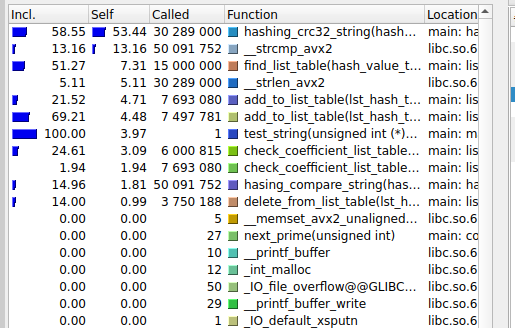 Incl. Self Called Function Location
58.55 53.44 30 289 000 hashing_crc32_string(hash... main: ha
13.16 13.16 50 091 752 __strcmp_avx2 libc.so.6
51.27 7.31 15 000 000 find_list_table(hash_value_t... main: lis
5.11 5.11 30 289 000 __strlen_avx2 libc.so.6
21.52 4.71 7 693 080 add_to_list_table(lst_hash_t... main: lis
69.21 4.48 7 497 781 add_to_list_table(lst_hash_t... main: lis
100.00 3.97 1 test_string(unsigned int (*)... main: m
24.61 3.09 6 000 815 check_coefficient_list_table... main: lis
1.94 1.94 7 693 080 check_coefficient_list_table... main: lis
14.96 1.81 50 091 752 hasing_compare_string(has... main: ha
14.00 0.99 3 750 188 delete_from_list_table(lst_h... main: lis
0.00 0.00 5 __memset_avx2_unaligned... libc.so.6
0.00 0.00 27 next_prime(unsigned int) main: co
0.00 0.00 10 __printf_buffer libc.so.6
0.00 0.00 12 _int_malloc libc.so.6
0.00 0.00 50 _IO_file_overflow@@GLIBC... libc.so.6
0.00 0.00 29 __printf_buffer_write libc.so.6
0.00 0.00 1 _IO_default_xsputn libc.so.6